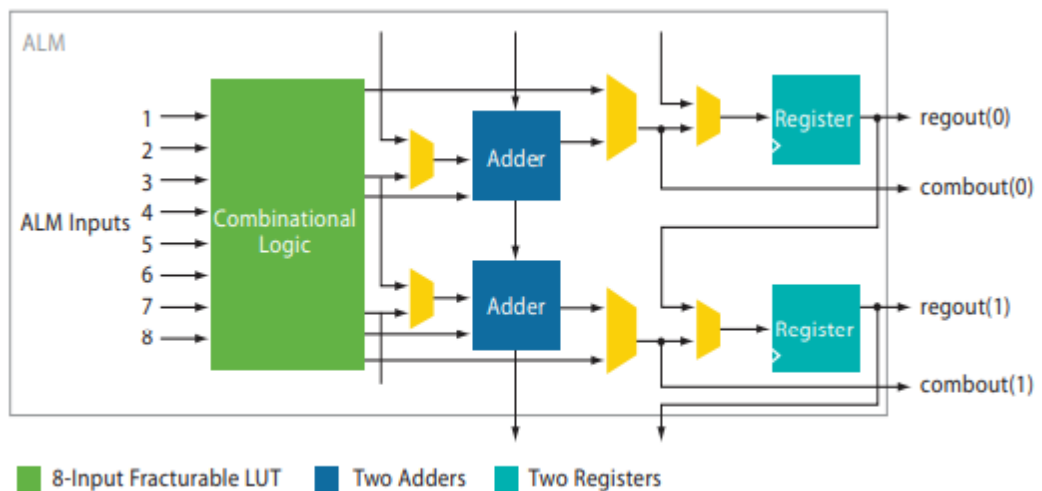 ALM
ALM Inputs
1
2
3
4
5
6
7
8
Combinational
Logic
Adder
Adder
Register
Register
regout(0)
combout(0)
regout(1)
combout(1)
8-Input Fracturable LUT
Two Adders
Two Registers